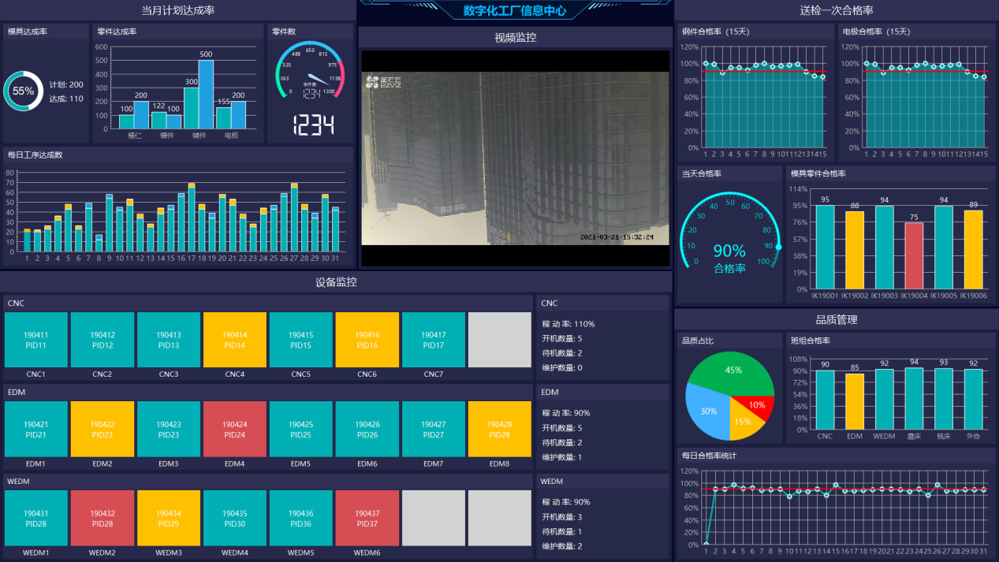 当月计划达成率
模具达成率
55%
计划: 200
达成: 110
零件达成率
600
500
400
300
200
100
0
100 200
122 100
300 500
155 200
模仁 镶件 辅件 电极
零件数
0 163 325 488 650 813 975 1138 1300
零件数
1234
1234
每日工序达成数
80
70
60
50
40
30
20
10
0
1 2 3 4 5 6 7 8 9 10 11 12 13 14 15 16 17 18 19 20 21 22 23 24 25 26 27 28 29 30 31
数字化工厂信息中心
视频监控
EZVIZ
2021-03-21 15:32:24
送检一次合格率
钢件合格率（15天）
120%
100%
80%
60%
40%
20%
0%
1 2 3 4 5 6 7 8 9 10 11 12 13 14 15
电极合格率（15天）
120%
100%
80%
60%
40%
20%
0%
1 2 3 4 5 6 7 8 9 10 11 12 13 14 15
当天合格率
0 10 20 30 40 50 60 70 80 90 100
90%
合格率
模具零件合格率
114%
95%
76%
57%
38%
19%
0%
95 88 94 75 94 89
IK19001 IK19002 IK19003 IK19004 IK19005 IK19006
设备监控
CNC
190411 190412 190413 190414 190415 190416 190417
PID11 PID12 PID13 PID14 PID15 PID16 PID17
CNC1 CNC2 CNC3 CNC4 CNC5 CNC6 CNC7
CNC
稼 动 率: 110%
开机数量: 5
待机数量: 2
维护数量: 0
EDM
190421 190422 190423 190424 190425 190426 190427 190428
PID21 PID23 PID23 PID24 PID25 PID26 PID27 PID28
EDM1 EDM2 EDM3 EDM4 EDM5 EDM6 EDM7 EDM8
EDM
稼 动 率: 90%
开机数量: 5
待机数量: 2
维护数量: 1
WEDM
190431 190432 190434 190435 190436 190437
PID28 PID28 PID29 PID30 PID36 PID37
WEDM1 WEDM2 WEDM3 WEDM4 WEDM5 WEDM6
WEDM
稼 动 率: 90%
开机数量: 3
待机数量: 1
维护数量: 2
品质管理
品质占比
45%
30%
15%
10%
班组合格率
108%
90%
72%
54%
36%
18%
0%
90 85 92 94 93 92
CNC EDM WEDM 磨床 铣床 外协
每日合格率统计
120%
100%
80%
60%
40%
20%
0%
1 2 3 4 5 6 7 8 9 10 11 12 13 14 15 16 17 18 19 20 21 22 23 24 25 26 27 28 29 30 31